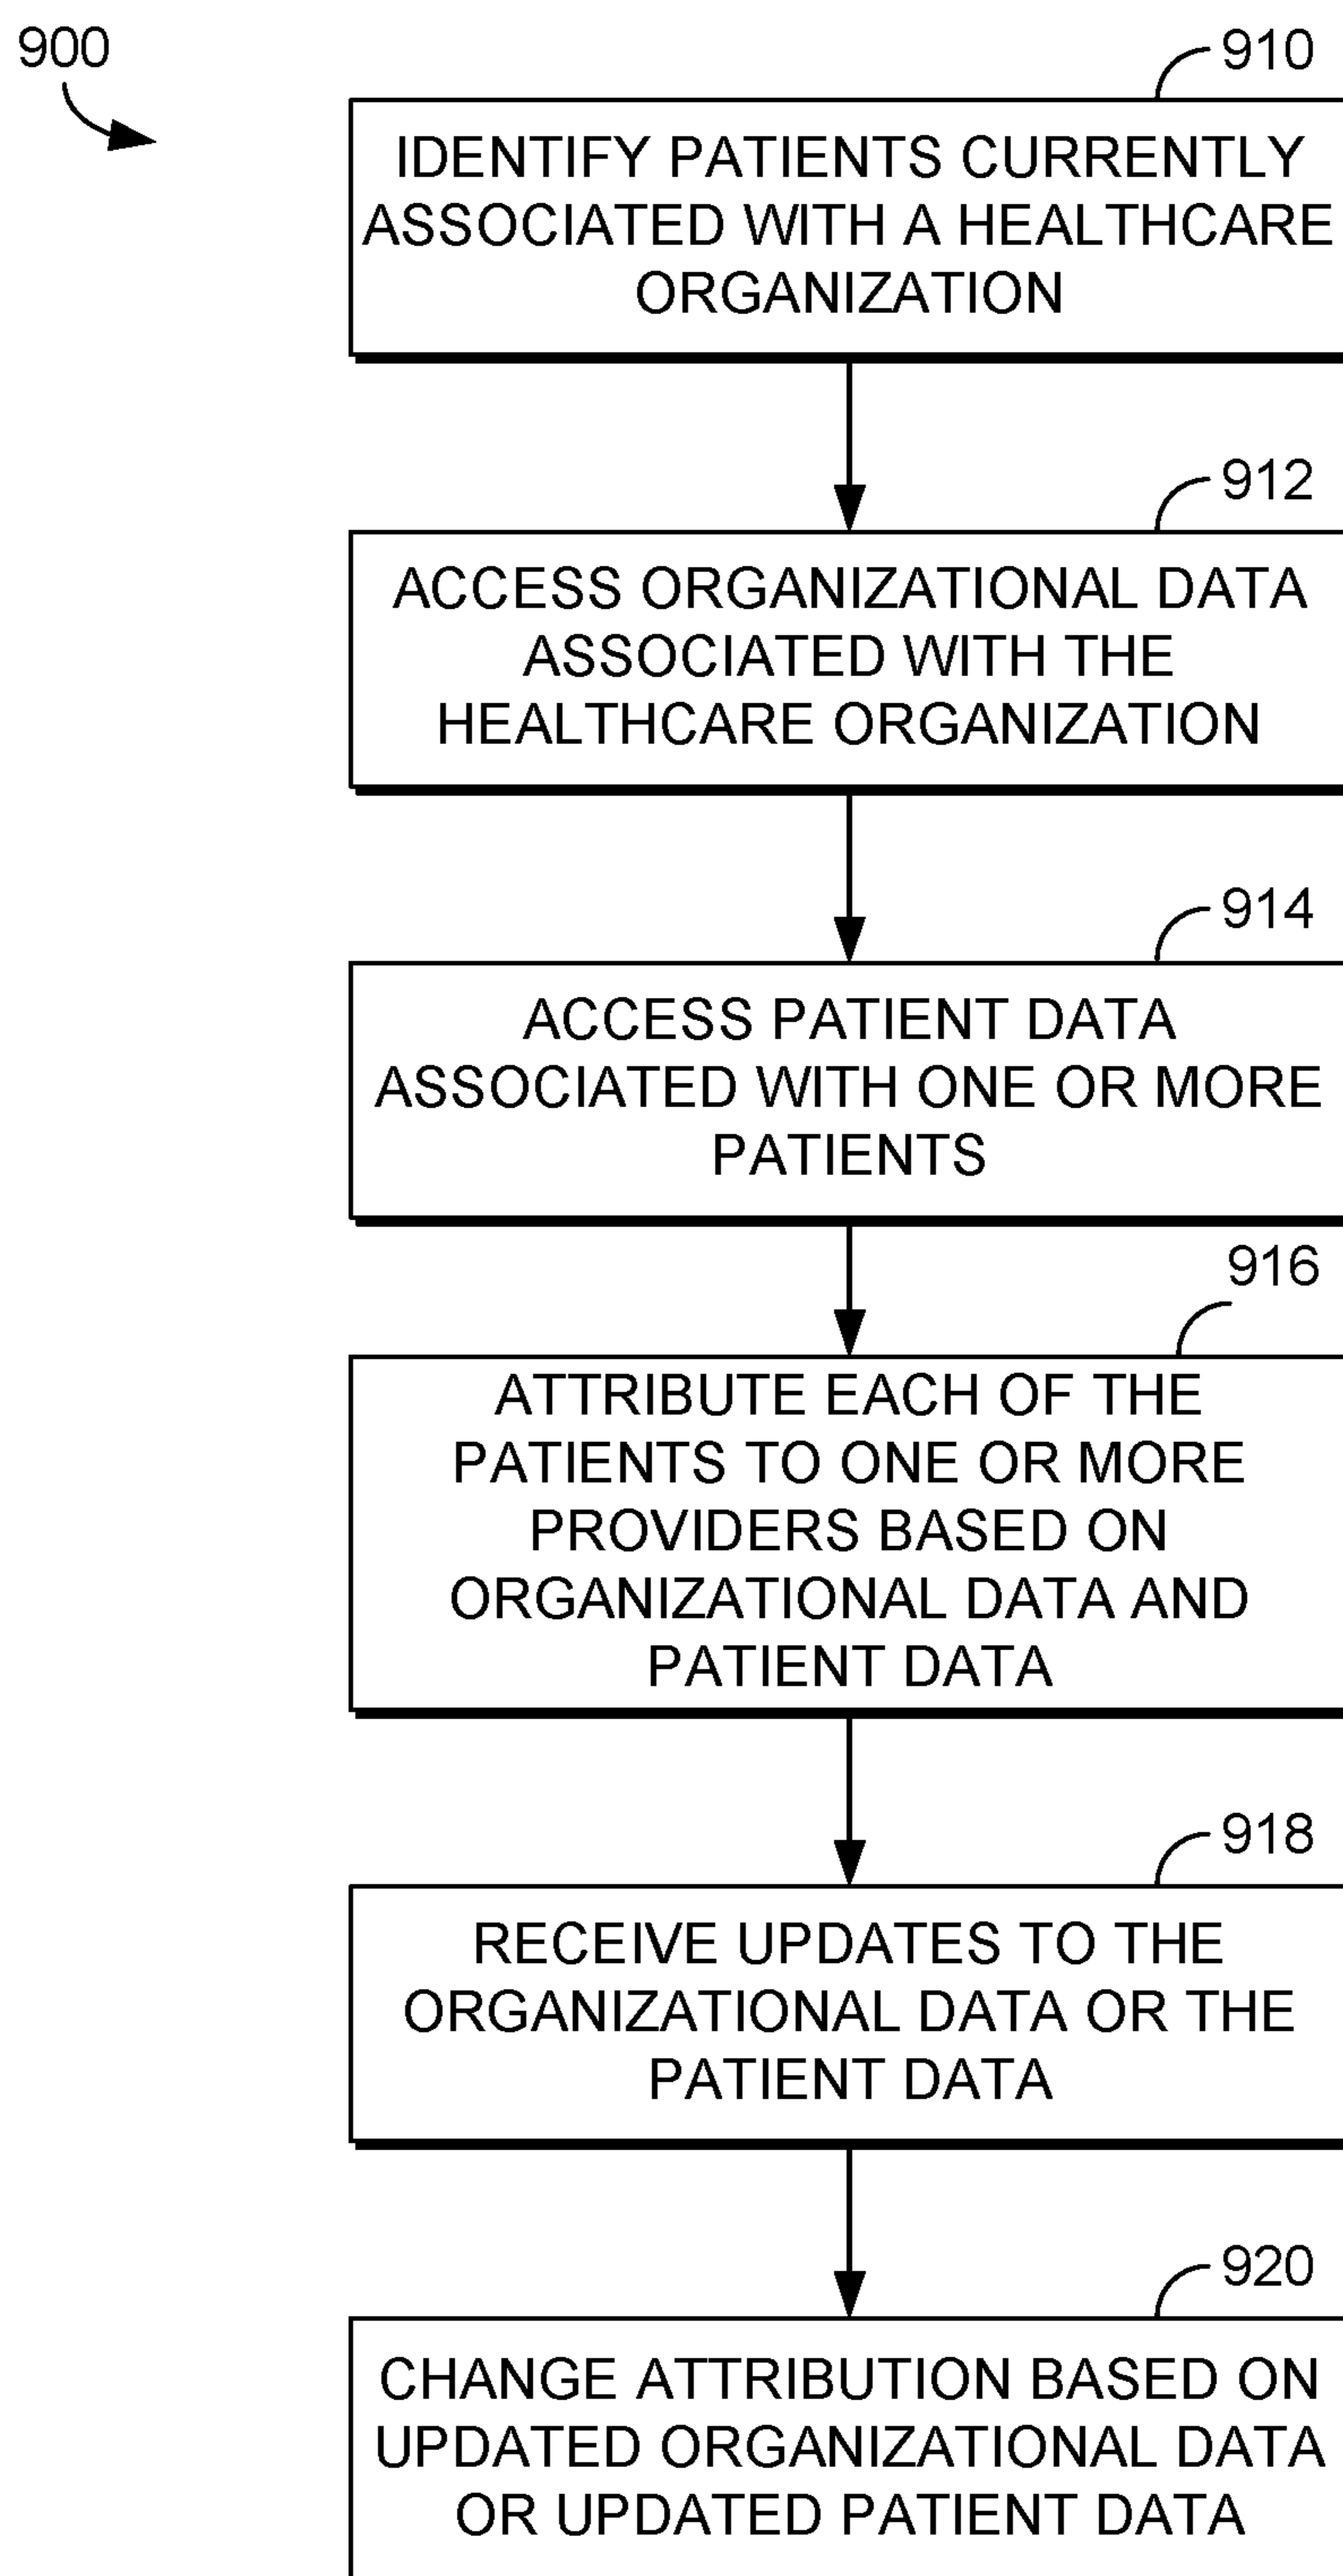 900
910
IDENTIFY PATIENTS CURRENTLY
ASSOCIATED WITH A HEALTHCARE
ORGANIZATION
912
ACCESS ORGANIZATIONAL DATA
ASSOCIATED WITH THE
HEALTHCARE ORGANIZATION
914
ACCESS PATIENT DATA
ASSOCIATED WITH ONE OR MORE
PATIENTS
916
ATTRIBUTE EACH OF THE
PATIENTS TO ONE OR MORE
PROVIDERS BASED ON
ORGANIZATIONAL DATA AND
PATIENT DATA
918
RECEIVE UPDATES TO THE
ORGANIZATIONAL DATA OR THE
PATIENT DATA
920
CHANGE ATTRIBUTION BASED ON
UPDATED ORGANIZATIONAL DATA
OR UPDATED PATIENT DATA